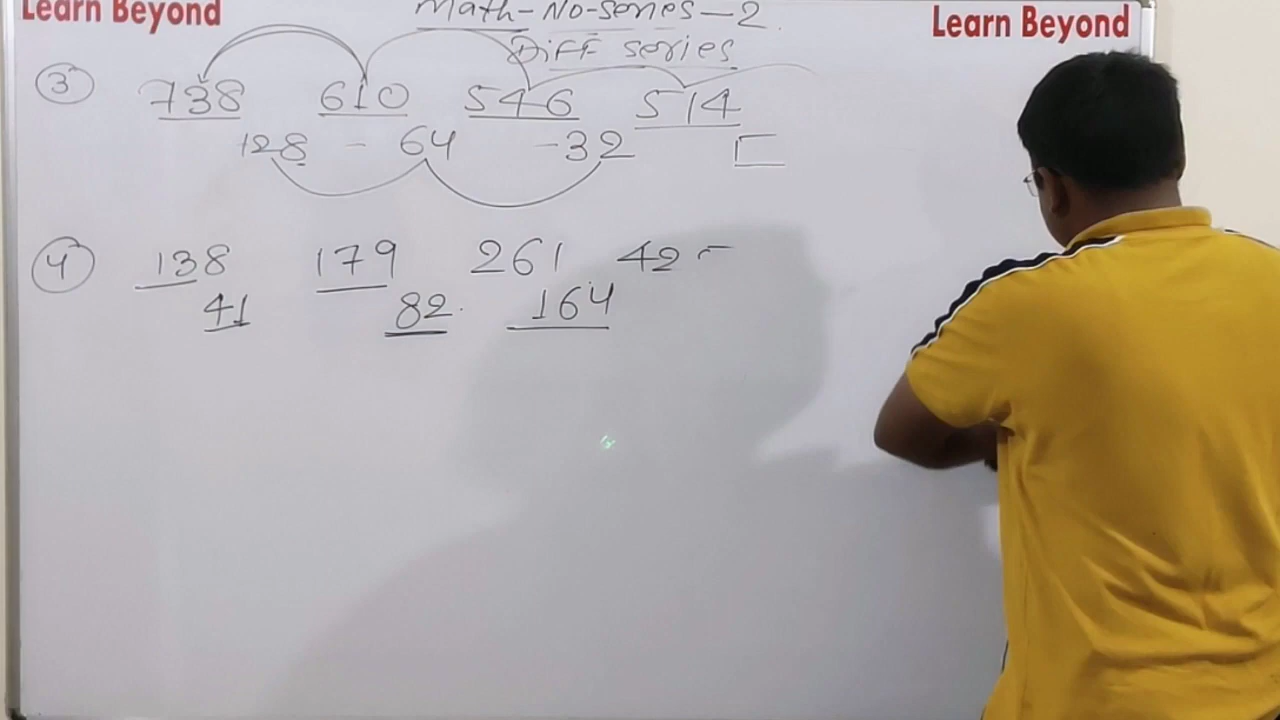 Learn Beyond
Math-No-series-2
Learn Beyond
Diff series
3 738 610 546 514
128 - 64 -32
4 138 179 261 425
41 82 164